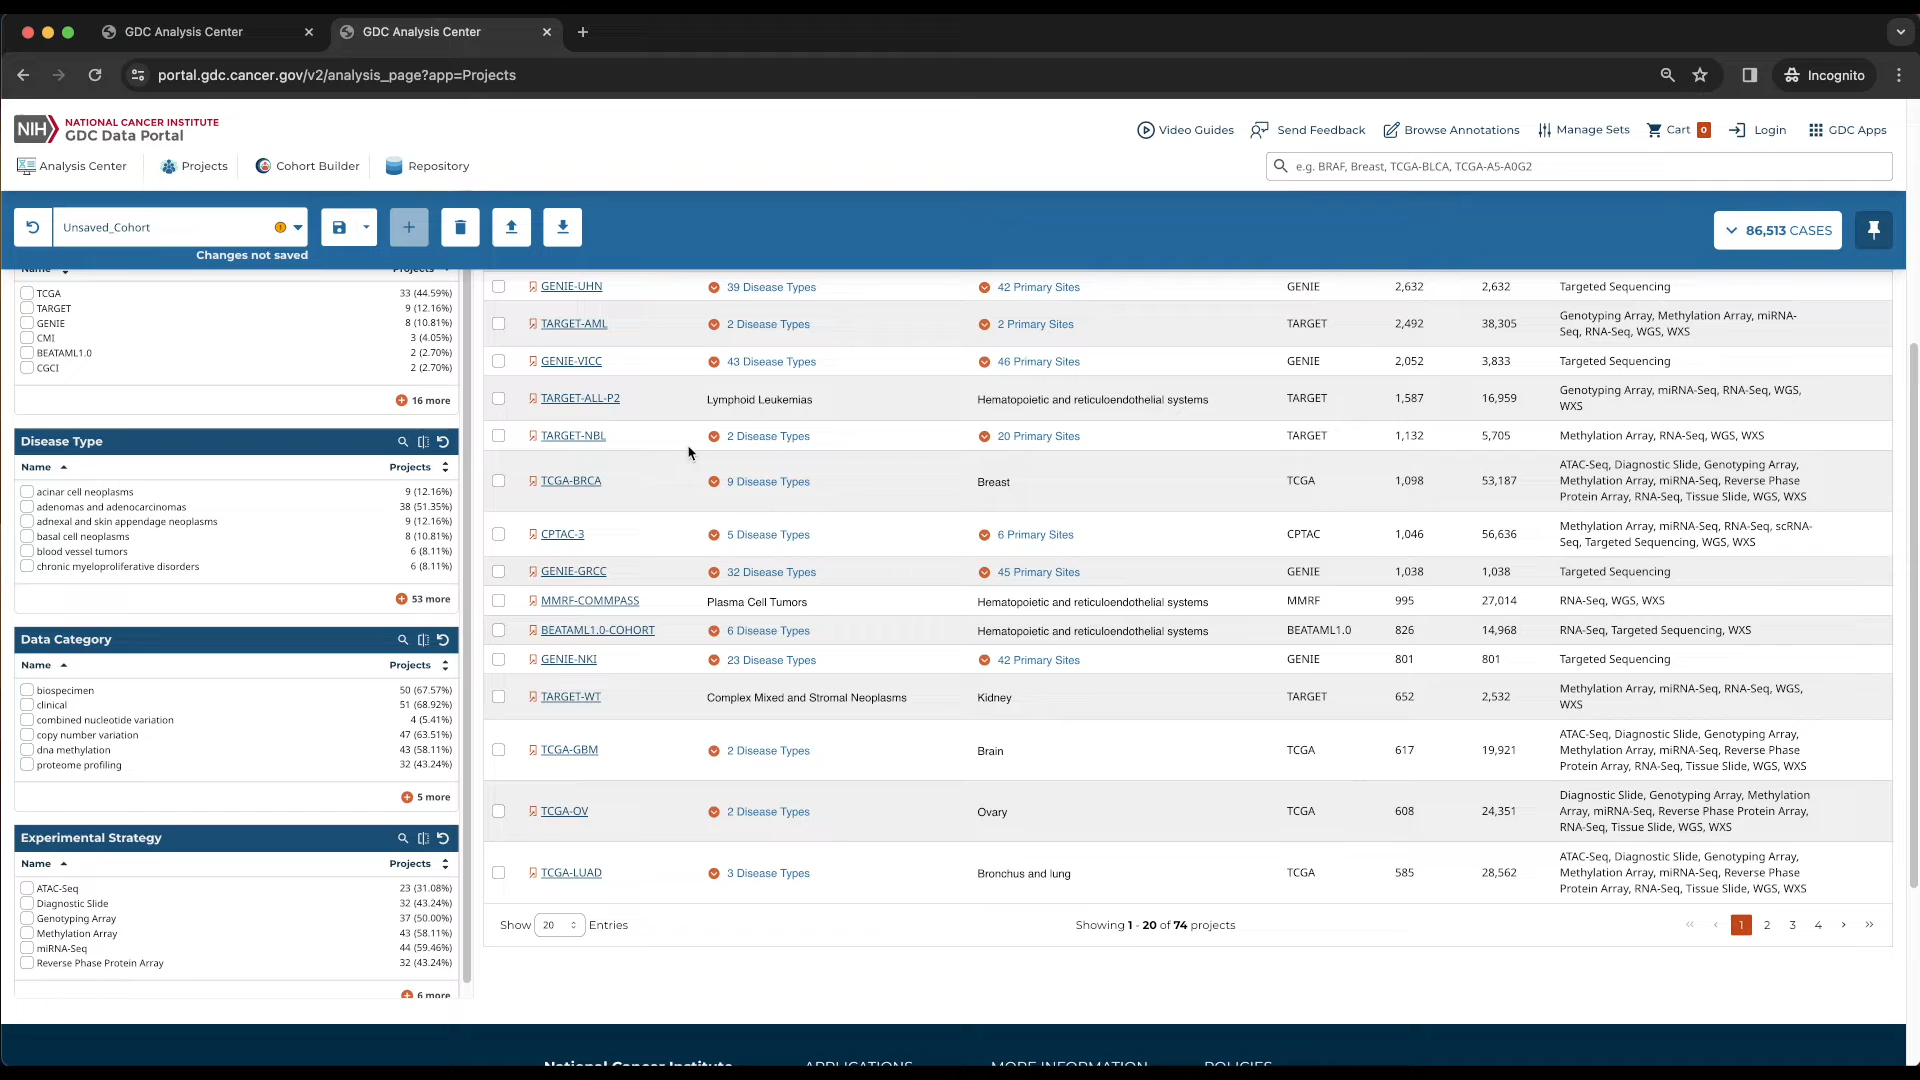 GDC Analysis Center
GDC Analysis Center
portal.gdc.cancer.gov/v2/analysis_page?app=Projects
Incognito
NIH NATIONAL CANCER INSTITUTE
GDC Data Portal
Video Guides Send Feedback Browse Annotations Manage Sets Cart 0 Login GDC Apps
Analysis Center Projects Cohort Builder Repository
e.g. BRAF, Breast, TCGA-BLCA, TCGA-A5-A0G2
Unsaved_Cohort
Changes not saved
86,513 CASES
Name Projects
TCGA 33 (44.59%)
TARGET 9 (12.16%)
GENIE 8 (10.81%)
CMI 3 (4.05%)
BEATAML1.0 2 (2.70%)
CGCI 2 (2.70%)
16 more
Disease Type
Name Projects
acinar cell neoplasms 9 (12.16%)
adenomas and adenocarcinomas 38 (51.35%)
adnexal and skin appendage neoplasms 9 (12.16%)
basal cell neoplasms 8 (10.81%)
blood vessel tumors 6 (8.11%)
chronic myeloproliferative disorders 6 (8.11%)
53 more
Data Category
Name Projects
biospecimen 50 (67.57%)
clinical 51 (68.92%)
combined nucleotide variation 4 (5.41%)
copy number variation 47 (63.51%)
dna methylation 43 (58.11%)
proteome profiling 32 (43.24%)
5 more
Experimental Strategy
Name Projects
ATAC-Seq 23 (31.08%)
Diagnostic Slide 32 (43.24%)
Genotyping Array 37 (50.00%)
Methylation Array 43 (58.11%)
miRNA-Seq 44 (59.46%)
Reverse Phase Protein Array 32 (43.24%)
6 more
GENIE-UHN 39 Disease Types 42 Primary Sites GENIE 2,632 2,632 Targeted Sequencing
TARGET-AML 2 Disease Types 2 Primary Sites TARGET 2,492 38,305 Genotyping Array, Methylation Array, miRNA-
Seq, RNA-Seq, WGS, WXS
GENIE-VICC 43 Disease Types 46 Primary Sites GENIE 2,052 3,833 Targeted Sequencing
TARGET-ALL-P2 Lymphoid Leukemias Hematopoietic and reticuloendothelial systems TARGET 1,587 16,959 Genotyping Array, miRNA-Seq, RNA-Seq, WGS,
WXS
TARGET-NBL 2 Disease Types 20 Primary Sites TARGET 1,132 5,705 Methylation Array, RNA-Seq, WGS, WXS
TCGA-BRCA 9 Disease Types Breast TCGA 1,098 53,187 ATAC-Seq, Diagnostic Slide, Genotyping Array,
Methylation Array, miRNA-Seq, Reverse Phase
Protein Array, RNA-Seq, Tissue Slide, WGS, WXS
CPTAC-3 5 Disease Types 6 Primary Sites CPTAC 1,046 56,636 Methylation Array, miRNA-Seq, RNA-Seq, scRNA-
Seq, Targeted Sequencing, WGS, WXS
GENIE-GRCC 32 Disease Types 45 Primary Sites GENIE 1,038 1,038 Targeted Sequencing
MMRF-COMMPASS Plasma Cell Tumors Hematopoietic and reticuloendothelial systems MMRF 995 27,014 RNA-Seq, WGS, WXS
BEATAML1.0-COHORT 6 Disease Types Hematopoietic and reticuloendothelial systems BEATAML1.0 826 14,968 RNA-Seq, Targeted Sequencing, WXS
GENIE-NKI 23 Disease Types 42 Primary Sites GENIE 801 801 Targeted Sequencing
TARGET-WT Complex Mixed and Stromal Neoplasms Kidney TARGET 652 2,532 Methylation Array, miRNA-Seq, RNA-Seq, WGS,
WXS
TCGA-GBM 2 Disease Types Brain TCGA 617 19,921 ATAC-Seq, Diagnostic Slide, Genotyping Array,
Methylation Array, miRNA-Seq, Reverse Phase
Protein Array, RNA-Seq, Tissue Slide, WGS, WXS
TCGA-OV 2 Disease Types Ovary TCGA 608 24,351 Diagnostic Slide, Genotyping Array, Methylation
Array, miRNA-Seq, Reverse Phase Protein Array,
RNA-Seq, Tissue Slide, WGS, WXS
TCGA-LUAD 3 Disease Types Bronchus and lung TCGA 585 28,562 ATAC-Seq, Diagnostic Slide, Genotyping Array,
Methylation Array, miRNA-Seq, Reverse Phase
Protein Array, RNA-Seq, Tissue Slide, WGS, WXS
Show 20 Entries Showing 1 - 20 of 74 projects « ‹ 1 2 3 4 › »
National Cancer Institute APPLICATIONS MORE INFORMATION POLICIES